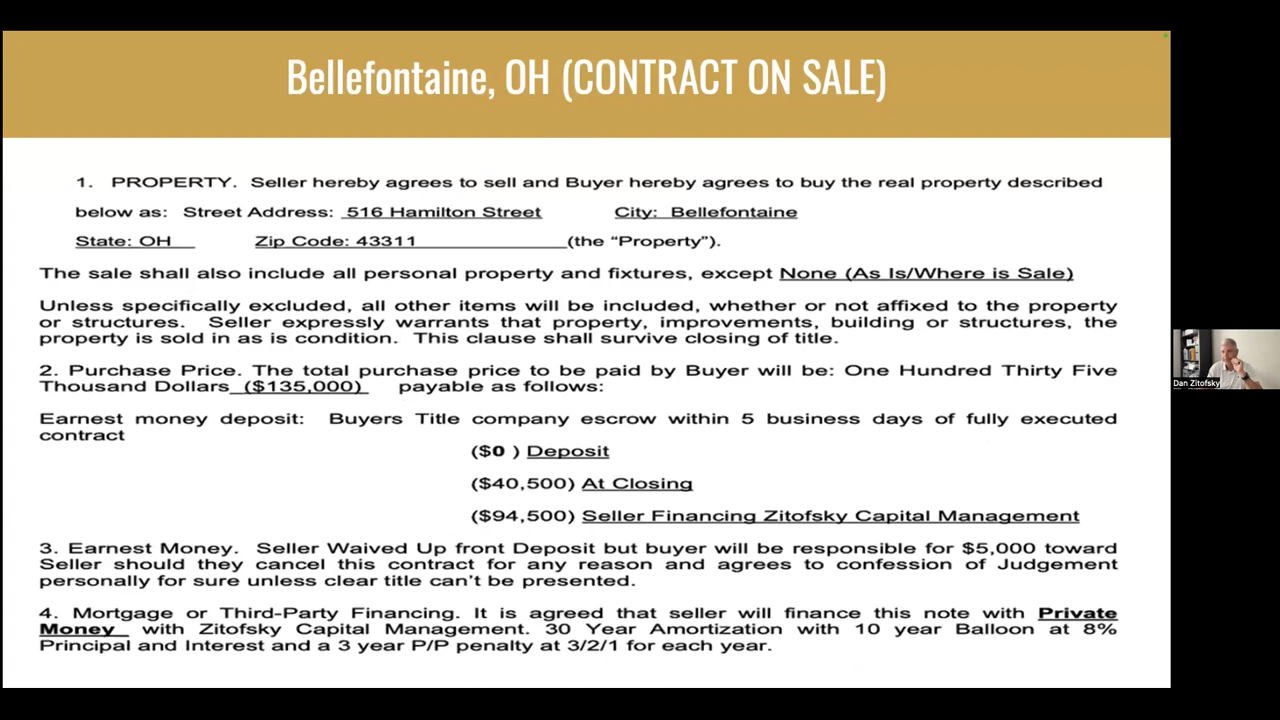 Bellefontaine, OH (CONTRACT ON SALE)
1. PROPERTY. Seller hereby agrees to sell and Buyer hereby agrees to buy the real property described
below as: Street Address: 516 Hamilton Street City: Bellefontaine
State: OH Zip Code: 43311 (the “Property”).
The sale shall also include all personal property and fixtures, except None (As Is/Where is Sale)
Unless specifically excluded, all other items will be included, whether or not affixed to the property
or structures. Seller expressly warrants that property, improvements, building or structures, the
property is sold in as is condition. This clause shall survive closing of title.
2. Purchase Price. The total purchase price to be paid by Buyer will be: One Hundred Thirty Five
Thousand Dollars ($135,000) payable as follows:
Earnest money deposit: Buyers Title company escrow within 5 business days of fully executed
contract
($0 ) Deposit
($40,500) At Closing
($94,500) Seller Financing Zitofsky Capital Management
3. Earnest Money. Seller Waived Up front Deposit but buyer will be responsible for $5,000 toward
Seller should they cancel this contract for any reason and agrees to confession of Judgement
personally for sure unless clear title can’t be presented.
4. Mortgage or Third-Party Financing. It is agreed that seller will finance this note with Private
Money with Zitofsky Capital Management. 30 Year Amortization with 10 year Balloon at 8%
Principal and Interest and a 3 year P/P penalty at 3/2/1 for each year.
Dan Zitofsky